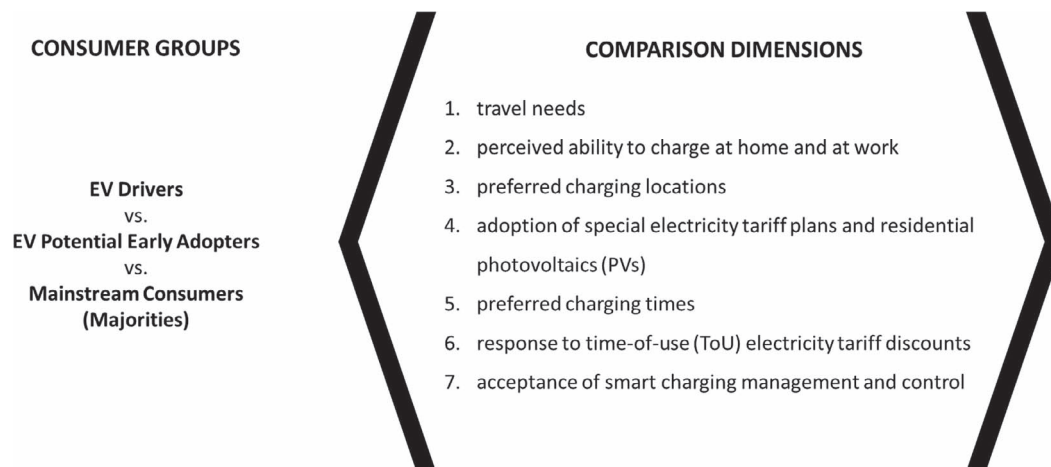 CONSUMER GROUPS
EV Drivers
vs.
EV Potential Early Adopters
vs.
Mainstream Consumers
(Majorities)
COMPARISON DIMENSIONS
1. travel needs
2. perceived ability to charge at home and at work
3. preferred charging locations
4. adoption of special electricity tariff plans and residential
photovoltaics (PVs)
5. preferred charging times
6. response to time-of-use (ToU) electricity tariff discounts
7. acceptance of smart charging management and control